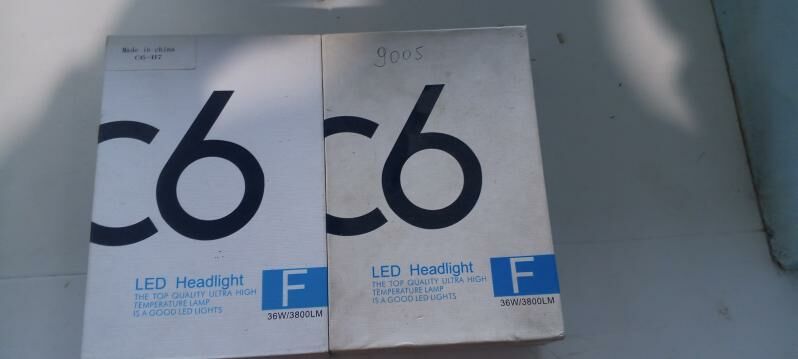 Made in china
C6-H7
C6
LED Headlight
THE TOP QUALITY ULTRA HIGH
TEMPERATURE LAMP
IS A GOOD LED LIGHTS
F
36W/3800LM
9005
C6
LED Headlight
THE TOP QUALITY ULTRA HIGH
TEMPERATURE LAMP
IS A GOOD LED LIGHTS
F
36W/3800LM